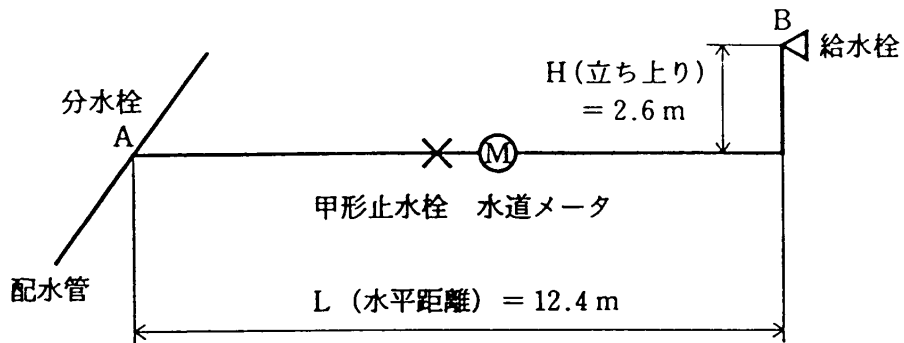 B
給水栓
H(立ち上り)
= 2.6 m
分水栓
A
M
甲形止水栓 水道メータ
配水管
L (水平距離) = 12.4 m